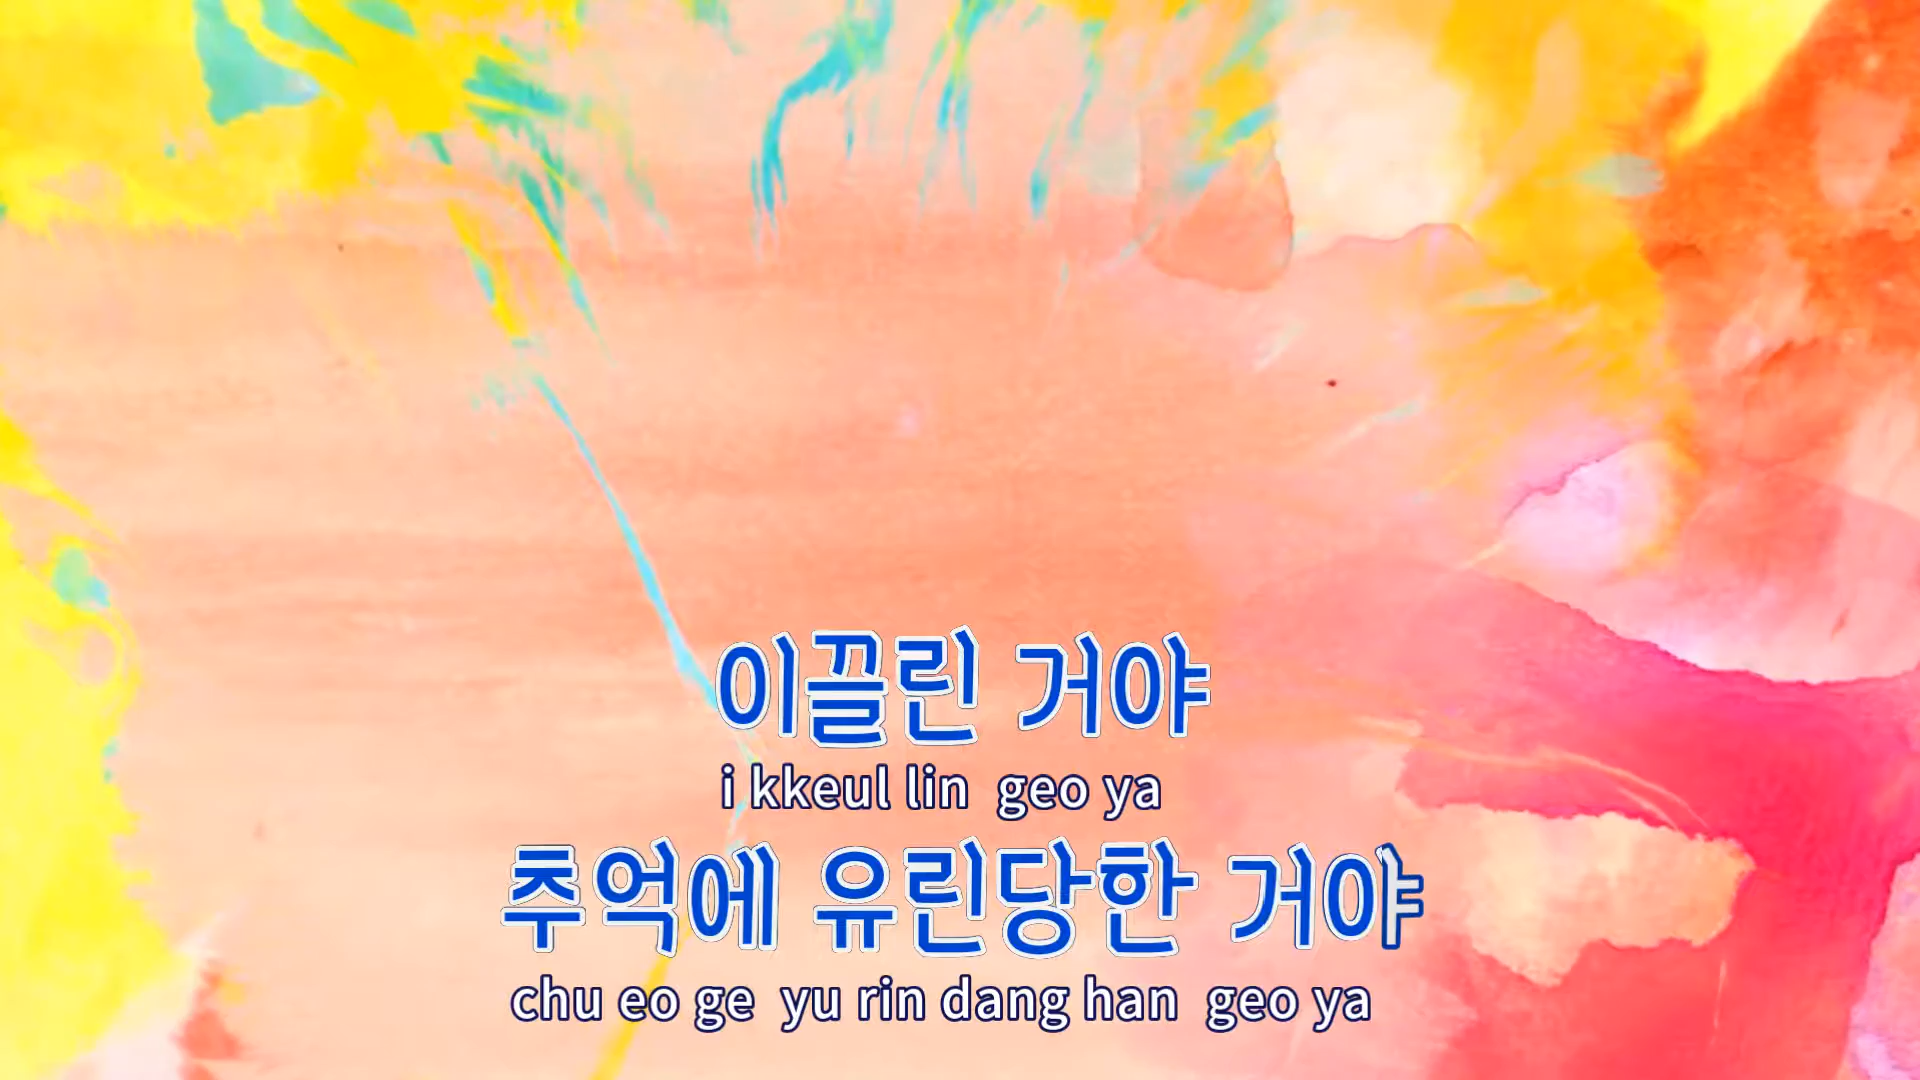 이끌린 거야
i kkeul lin geo ya
추억에 유린당한 거야
chu eo ge yu rin dang han geo ya